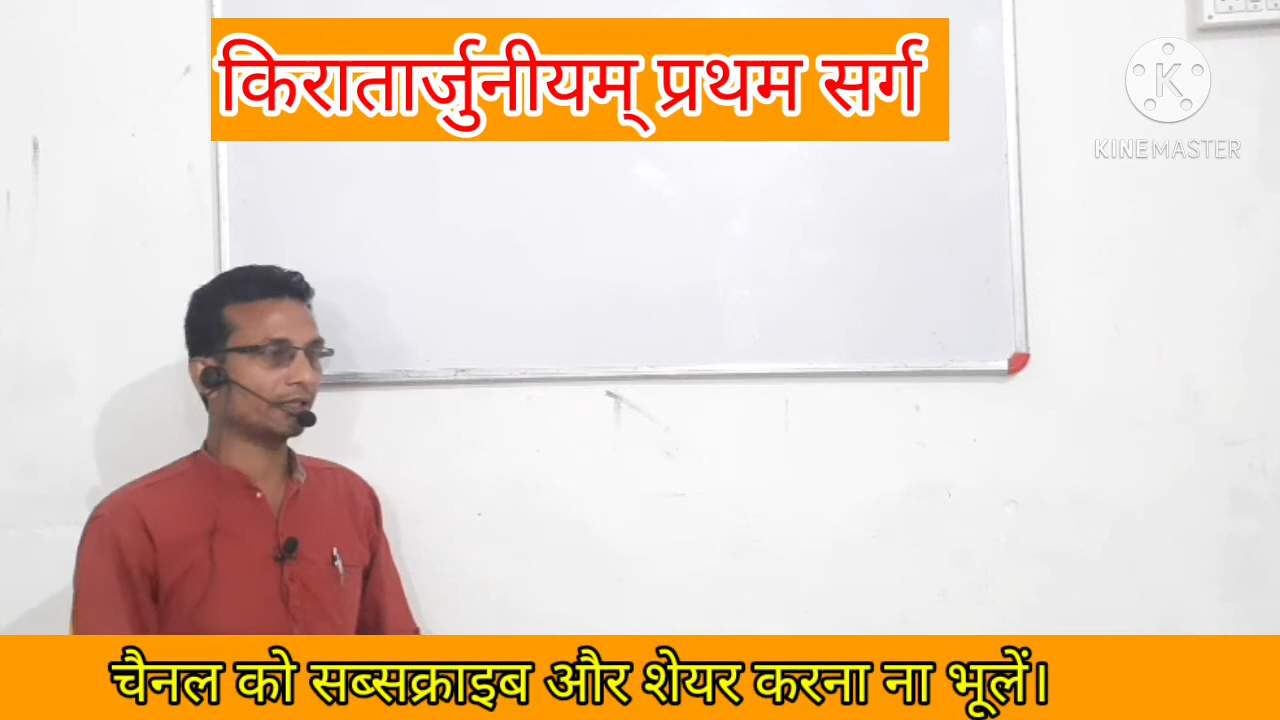 किरातार्जुनीयम् प्रथम सर्ग
K
KINEMASTER
चैनल को सब्सक्राइब और शेयर करना ना भूलें।